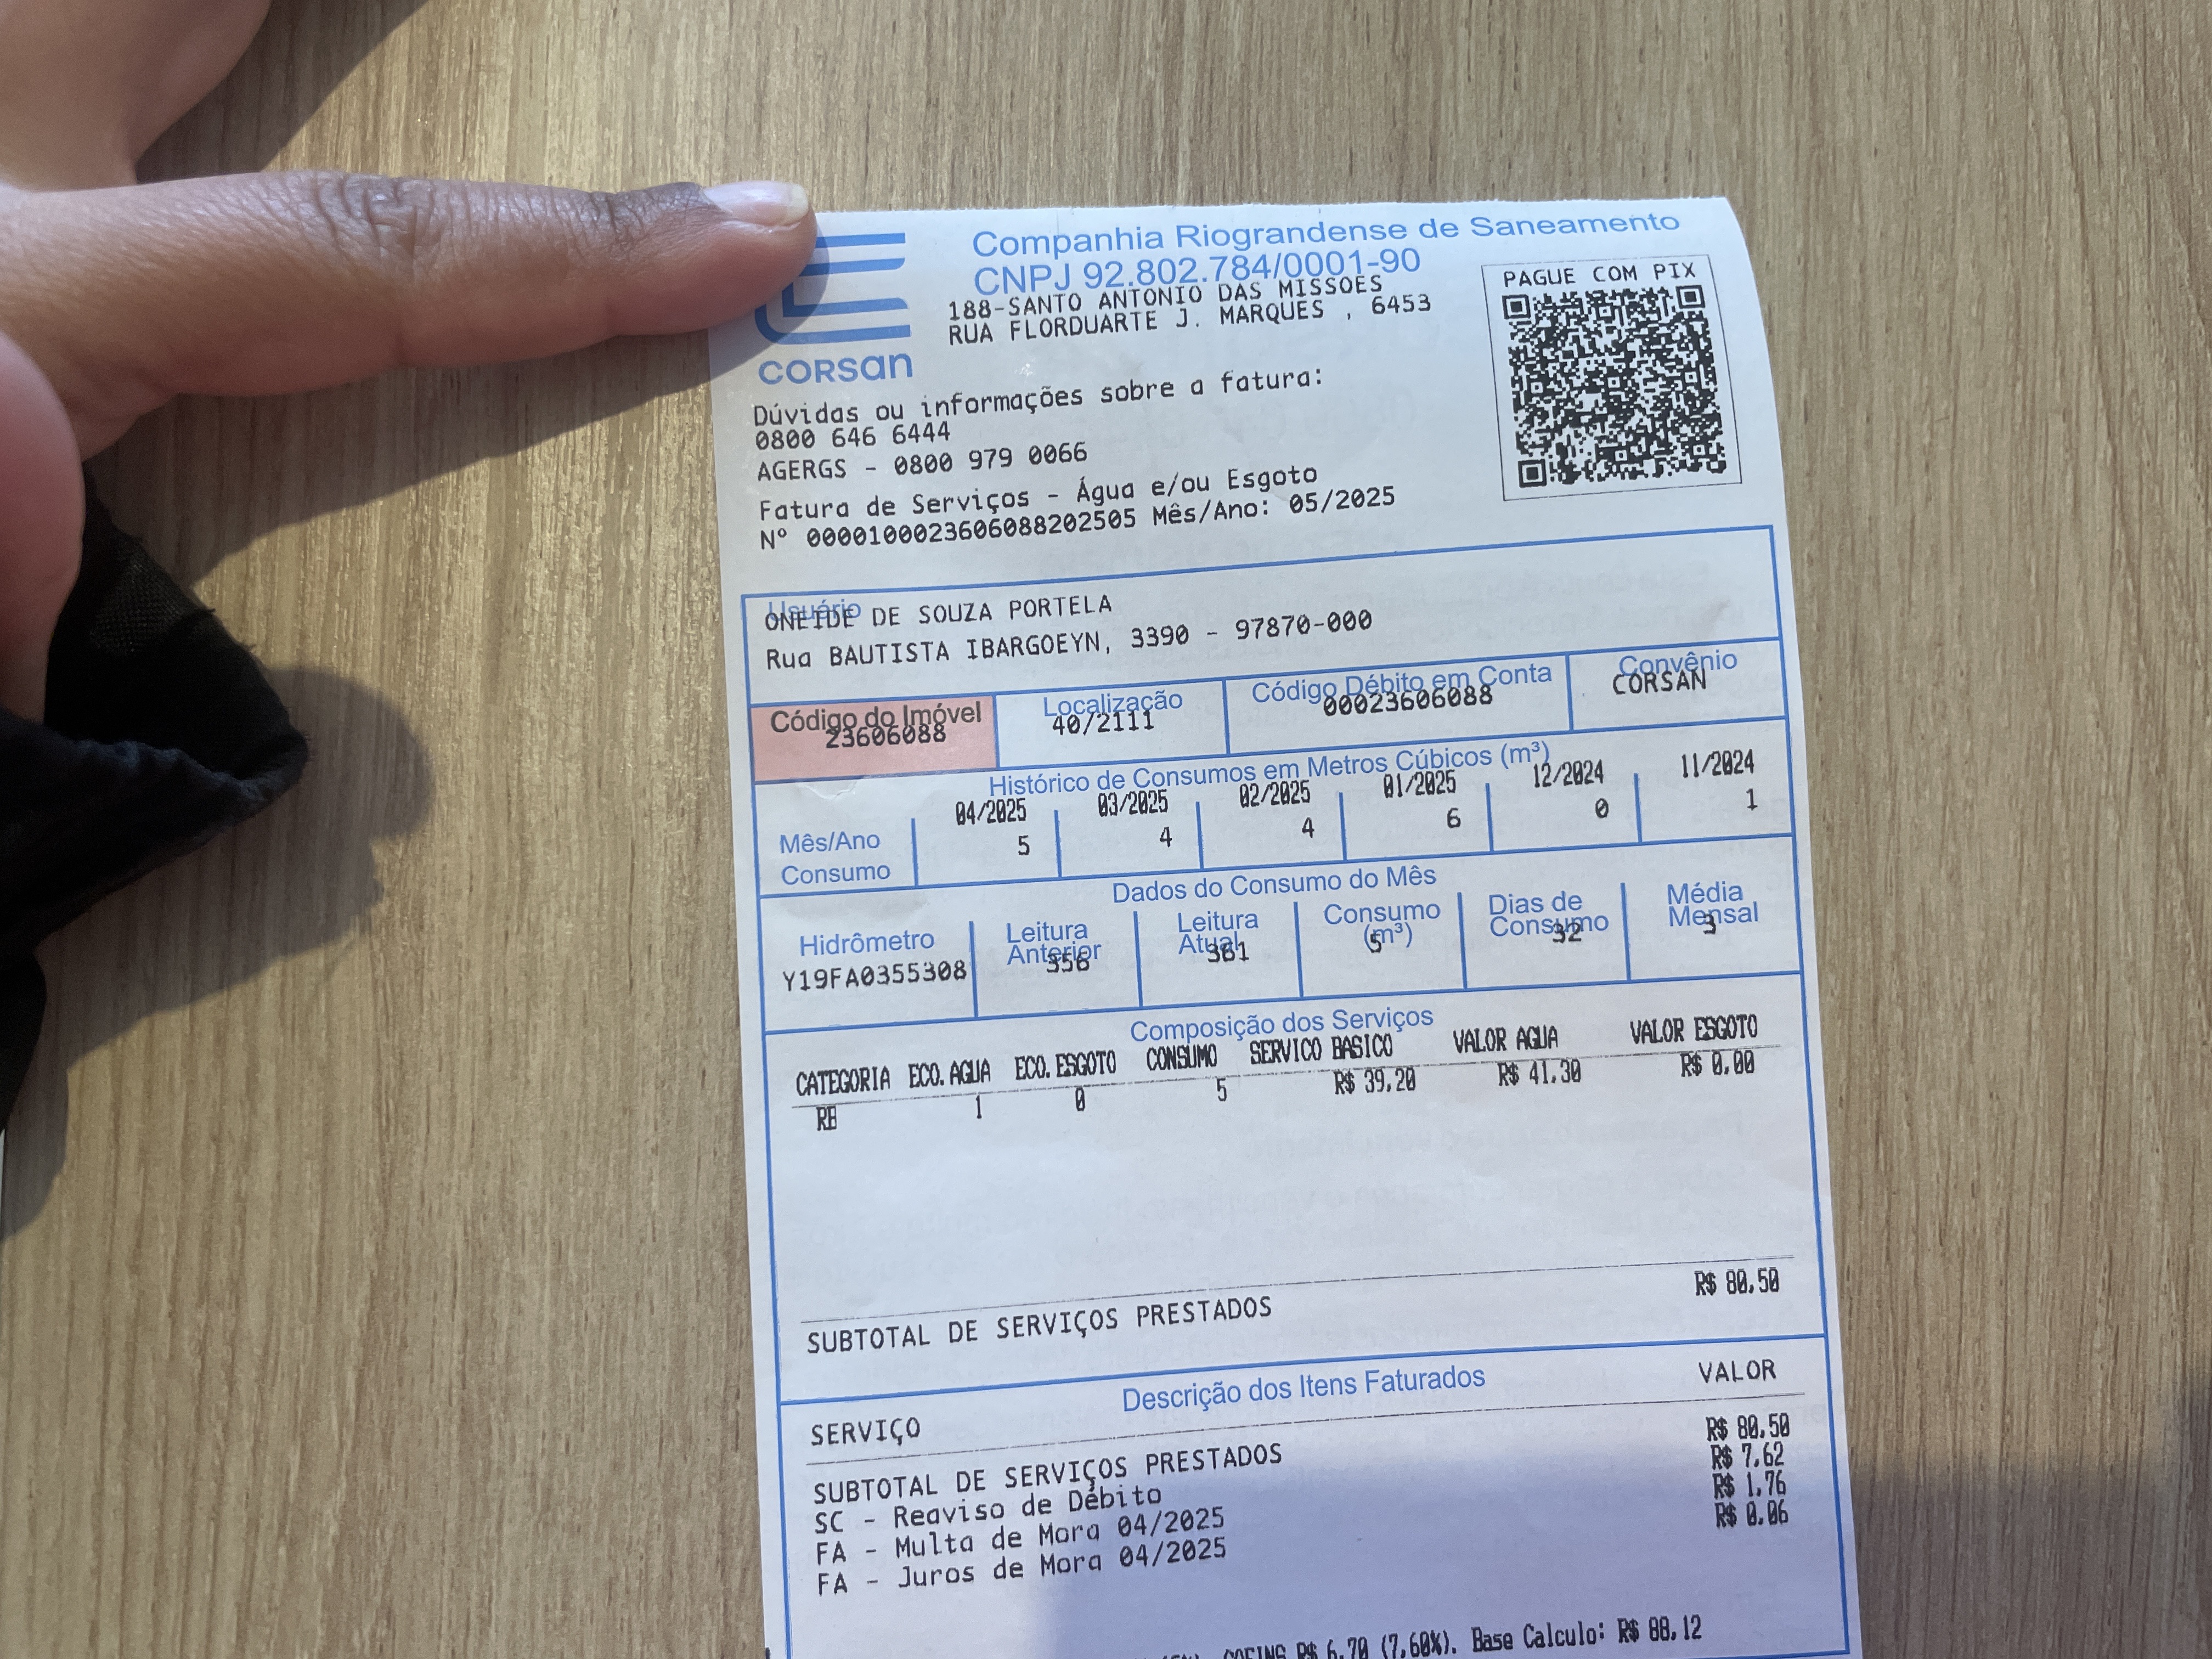 Companhia Riograndense de Saneamento
CNPJ 92.802.784/0001-90
188-SANTO ANTONIO DAS MISSOES
RUA FLORDUARTE J. MARQUES , 6453
PAGUE COM PIX
CORSan
Dúvidas ou informações sobre a fatura:
0800 646 6444
AGERGS - 0800 979 0066
Fatura de Serviços - Água e/ou Esgoto
Nº 0000100023606088202505 Mês/Ano: 05/2025
Usuário
ONEIDE DE SOUZA PORTELA
Rua BAUTISTA IBARGOEYN, 3390 - 97870-000
Código do Imóvel Localização Código Débito em Conta Convênio
23606088 40/2111 00023606088 CORSAN
Histórico de Consumos em Metros Cúbicos (m³)
Mês/Ano 04/2025 03/2025 02/2025 01/2025 12/2024 11/2024
Consumo 5 4 4 6 0 1
Dados do Consumo do Mês
Hidrômetro Leitura Anterior Leitura Atual Consumo (m³) Dias de Consumo Média Mensal
Y19FA0355308 356 361 5 32 3
Composição dos Serviços
CATEGORIA ECO. AGUA ECO. ESGOTO CONSUMO SERVICO BASICO VALOR AGUA VALOR ESGOTO
RB 1 0 5 R$ 39,20 R$ 41,30 R$ 0,00
SUBTOTAL DE SERVIÇOS PRESTADOS R$ 80,50
Descrição dos Itens Faturados
SERVIÇO VALOR
SUBTOTAL DE SERVIÇOS PRESTADOS R$ 80,50
SC - Reaviso de Débito R$ 7,62
FA - Multa de Mora 04/2025 R$ 1,76
FA - Juros de Mora 04/2025 R$ 0,06
COFINS R$ 6,70 (7,60%). Base Calculo: R$ 88,12